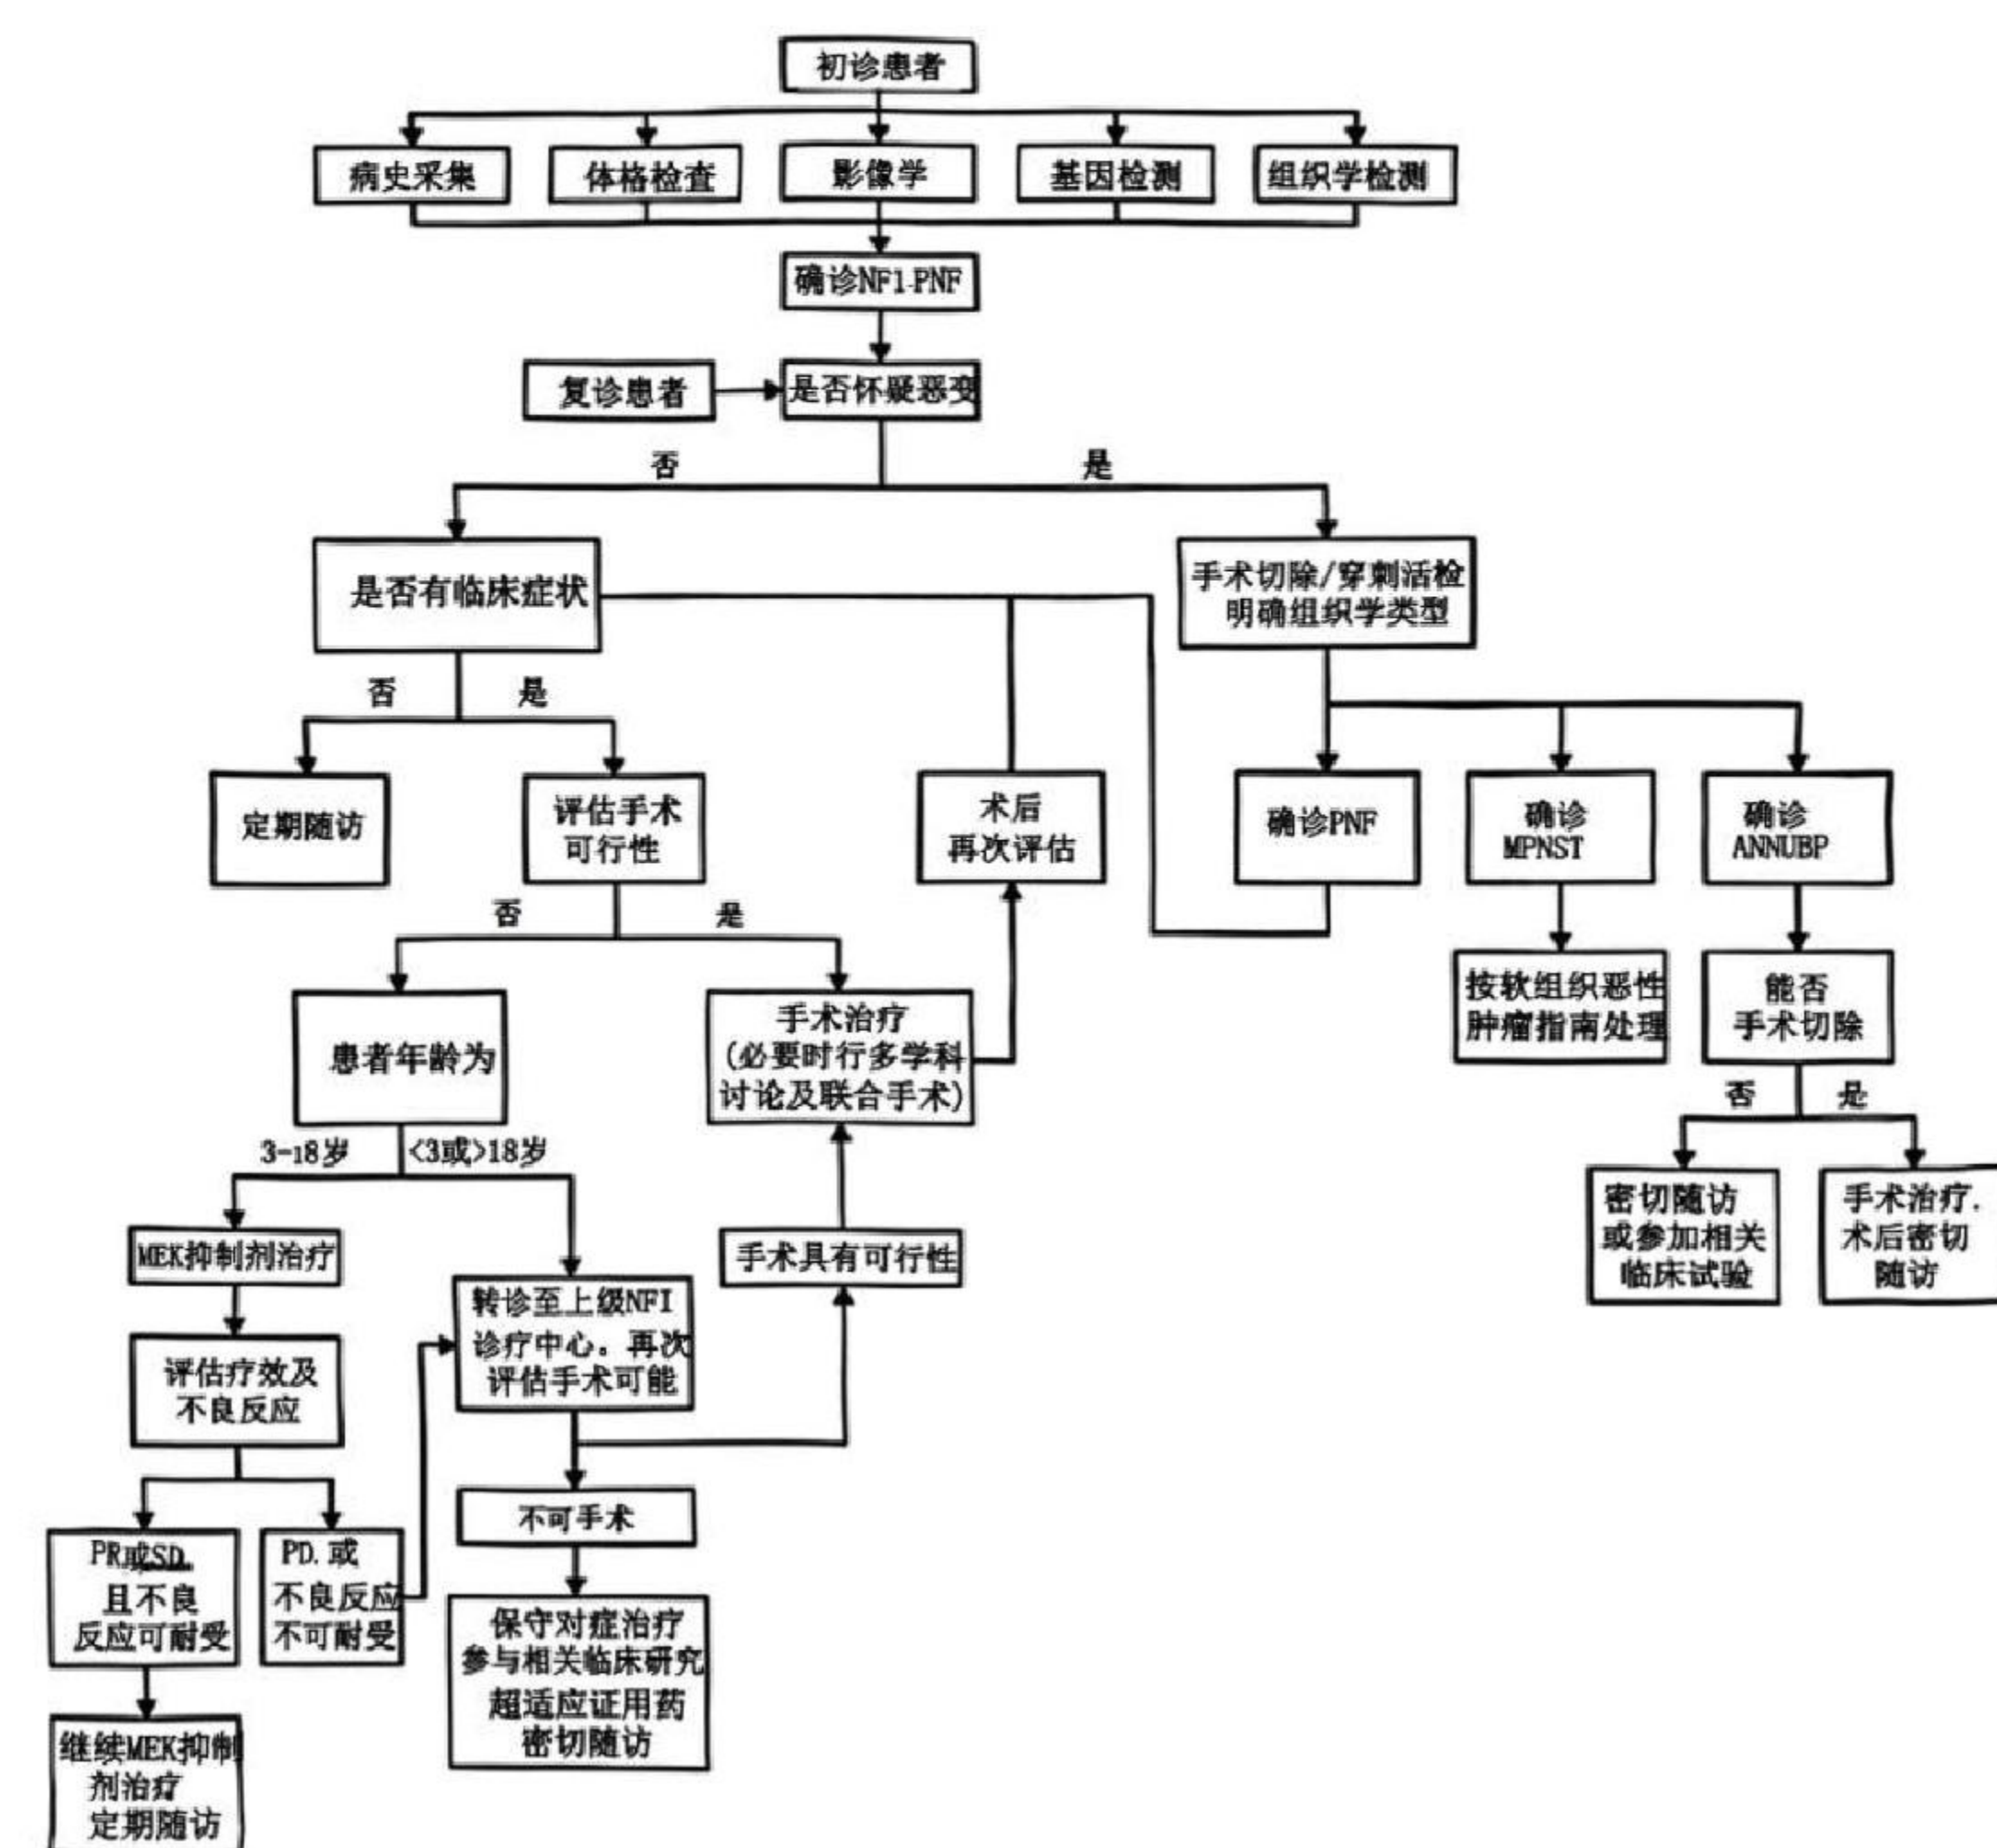 初诊患者
病史采集
体格检查
影像学
基因检测
组织学检测
确诊NF1-PNF
复诊患者
是否怀疑恶变
否
是
是否有临床症状
手术切除/穿刺活检
明确组织学类型
否
是
定期随访
评估手术
可行性
术后
再次评估
确诊PNF
确诊
MPNST
确诊
ANNUBP
否
是
患者年龄为
手术治疗
(必要时行多学科
讨论及联合手术)
按软组织恶性
肿瘤指南处理
能否
手术切除
否
是
3-18岁
<3或>18岁
MEK抑制剂治疗
手术具有可行性
密切随访
或参加相关
临床试验
手术治疗.
术后密切
随访
转诊至上级NFI
诊疗中心。再次
评估手术可能
评估疗效及
不良反应
不可手术
PR或SD.
且不良
反应可耐受
PD.或
不良反应
不可耐受
保守对症治疗
参与相关临床研究
超适应证用药
密切随访
继续MEK抑制
剂治疗
定期随访